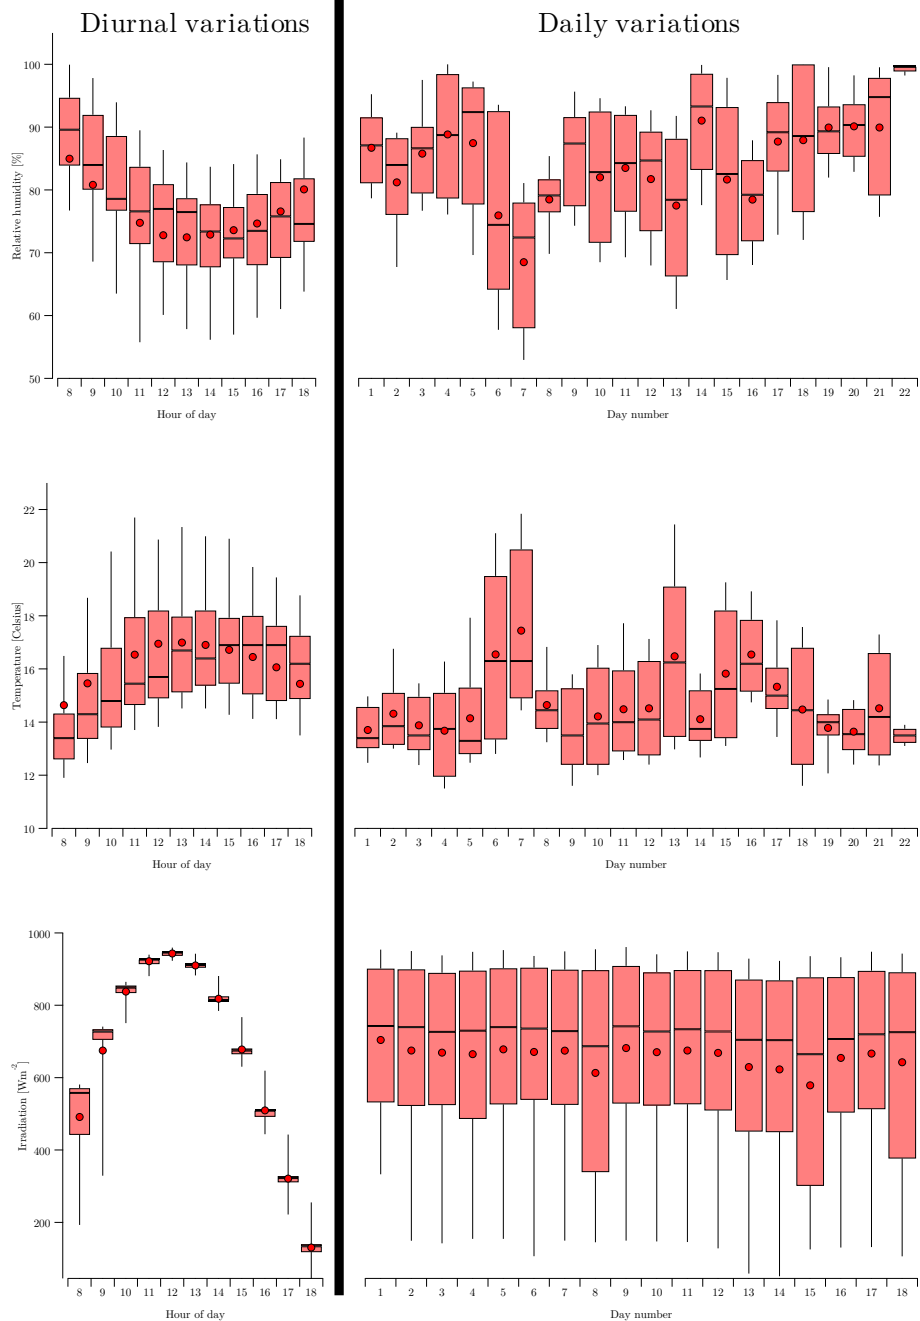 Diurnal variations
Daily variations
100
90
80
70
60
50
Relative humidity [%]
8 9 10 11 12 13 14 15 16 17 18
Hour of day
1 2 3 4 5 6 7 8 9 10 11 12 13 14 15 16 17 18 19 20 21 22
Day number
22
20
18
16
14
12
10
Temperature [Celsius]
8 9 10 11 12 13 14 15 16 17 18
Hour of day
1 2 3 4 5 6 7 8 9 10 11 12 13 14 15 16 17 18 19 20 21 22
Day number
1000
800
600
400
200
Irradiation [Wm-2]
8 9 10 11 12 13 14 15 16 17 18
Hour of day
1 2 3 4 5 6 7 8 9 10 11 12 13 14 15 16 17 18
Day number